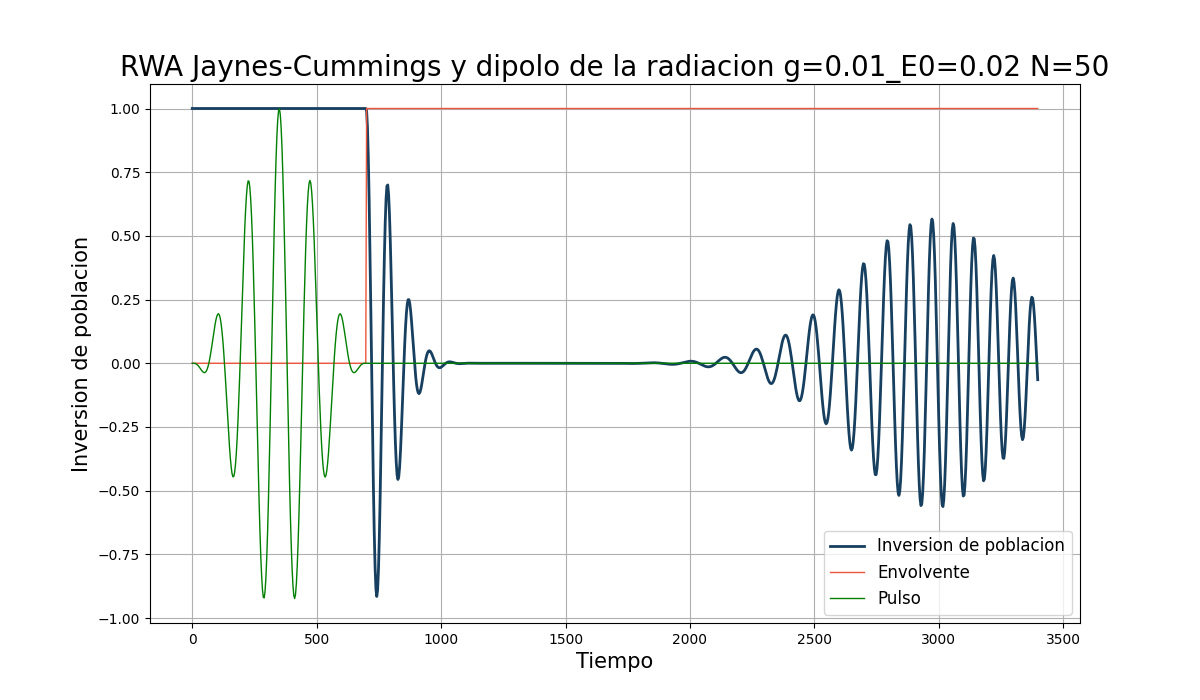 RWA Jaynes-Cummings y dipolo de la radiacion g=0.01_E0=0.02 N=50
Inversion de poblacion
1.00
0.75
0.50
0.25
0.00
−0.25
−0.50
−0.75
−1.00
Inversion de poblacion
Envolvente
Pulso
0
500
1000
1500
2000
2500
3000
3500
Tiempo